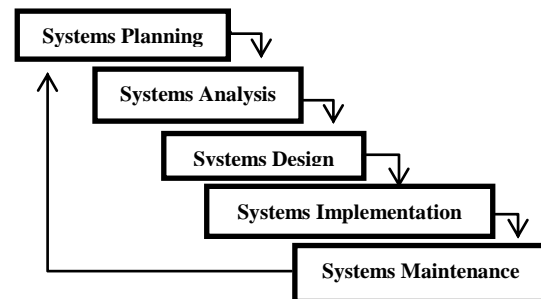 Systems Planning
Systems Analysis
Systems Design
Systems Implementation
Systems Maintenance